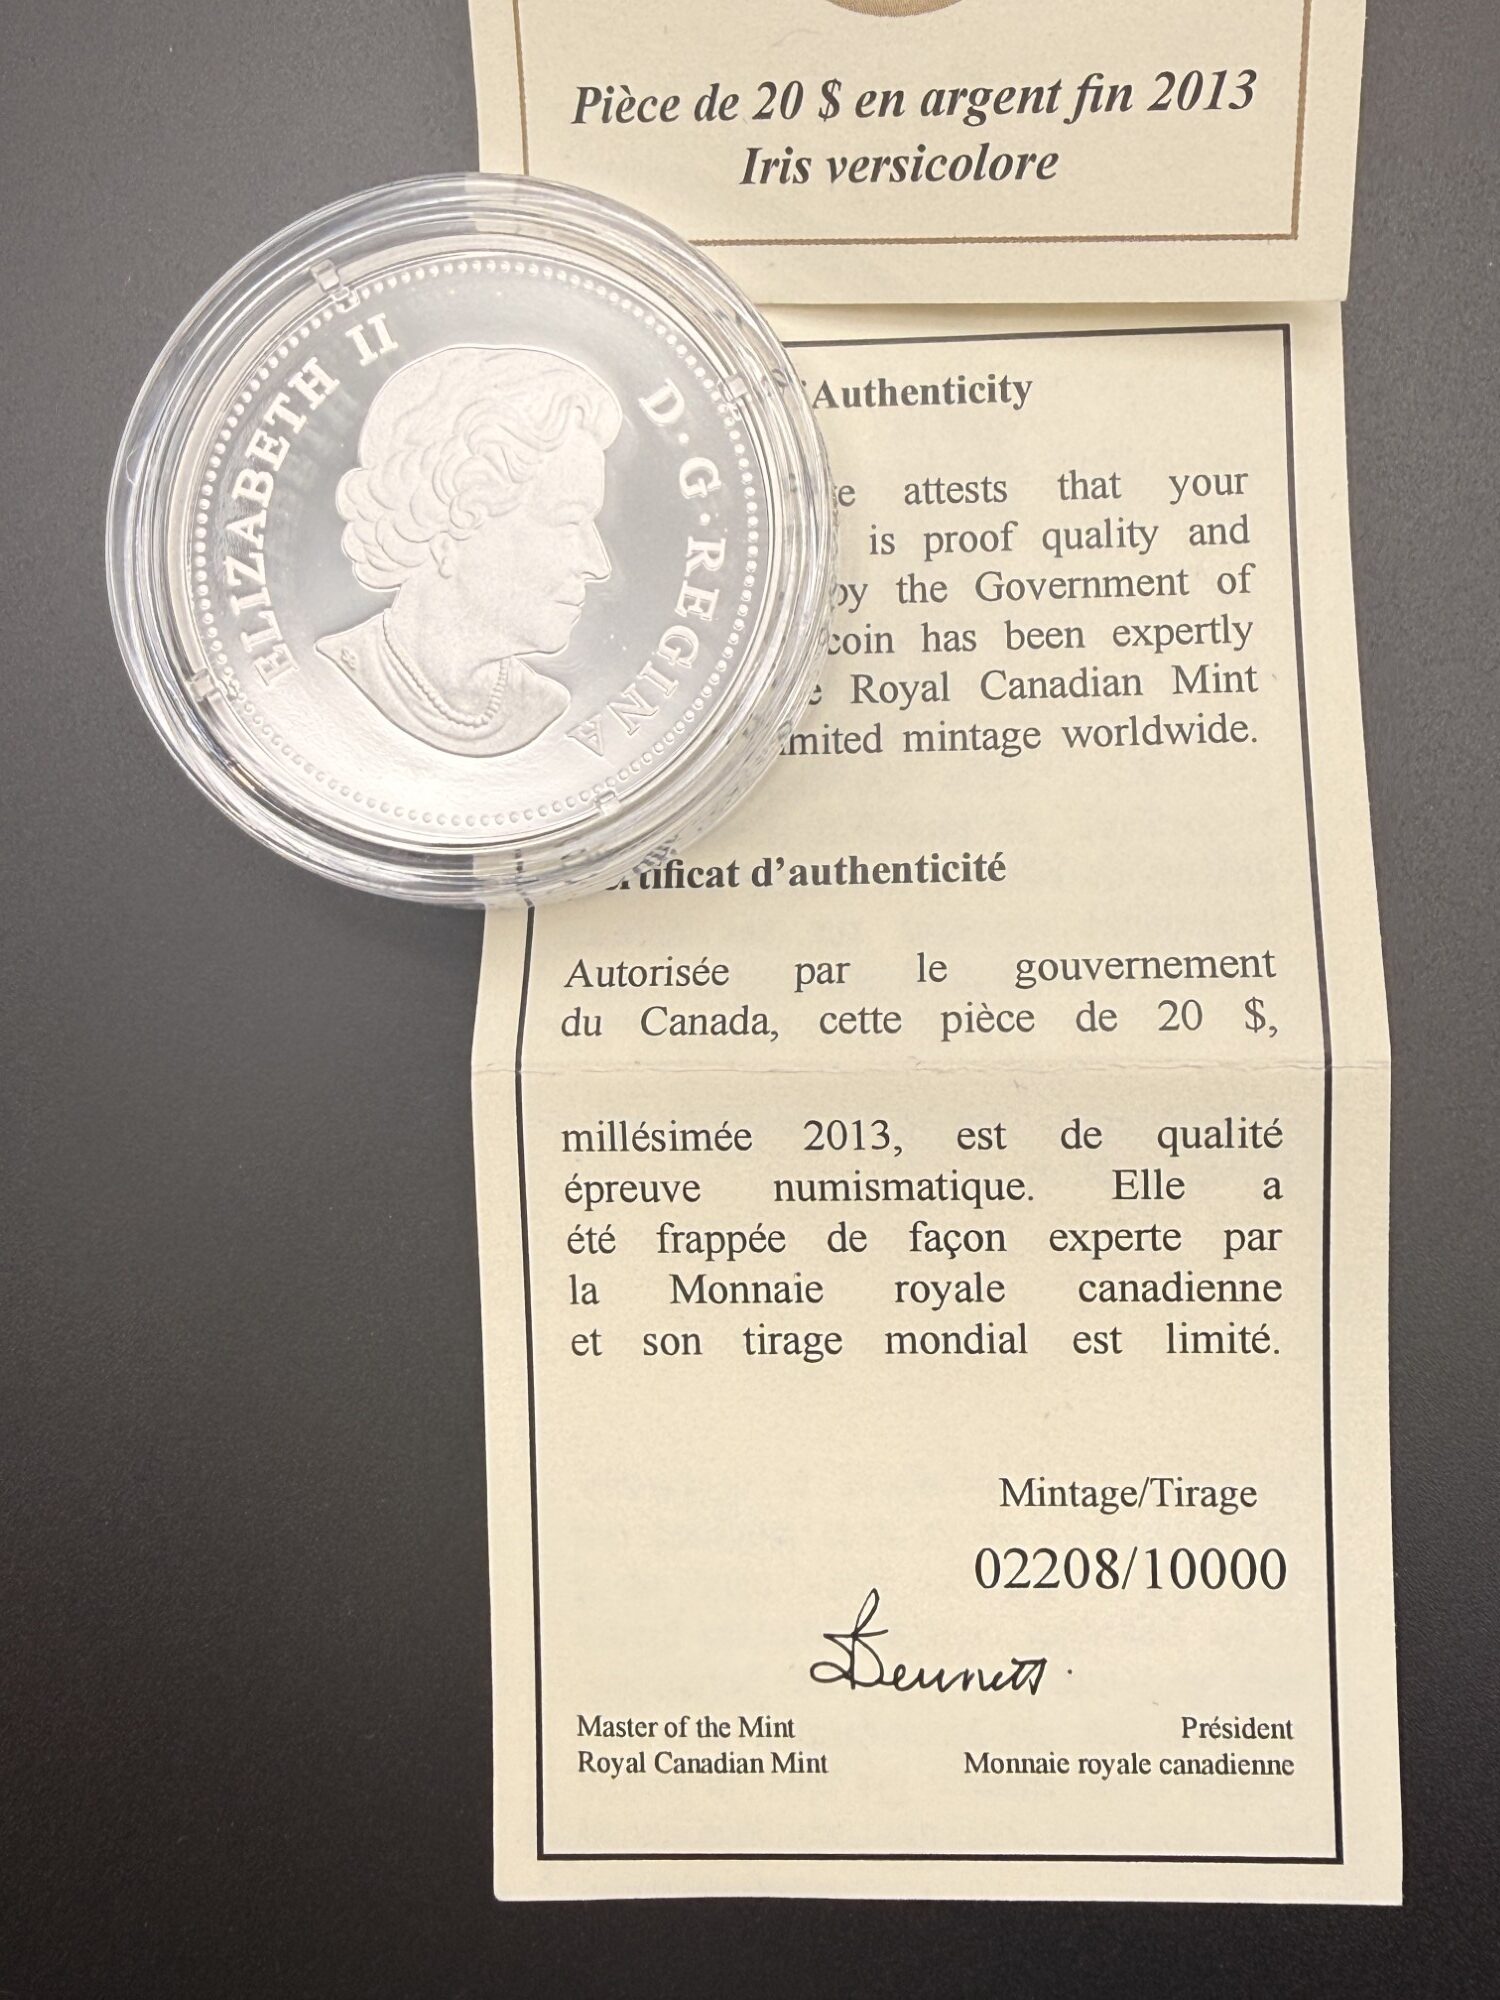 Pièce de 20 $ en argent fin 2013
Iris versicolore
ELIZABETH II D·G·REGINA
Authenticity
attests that your
is proof quality and
by the Government of
coin has been expertly
Royal Canadian Mint
mintage worldwide.
d’authenticité
Autorisée par le gouvernement
du Canada, cette pièce de 20 $,
millésimée 2013, est de qualité
épreuve numismatique. Elle a
été frappée de façon experte par
la Monnaie royale canadienne
et son tirage mondial est limité.
Mintage/Tirage
02208/10000
Master of the Mint
Royal Canadian Mint
Président
Monnaie royale canadienne